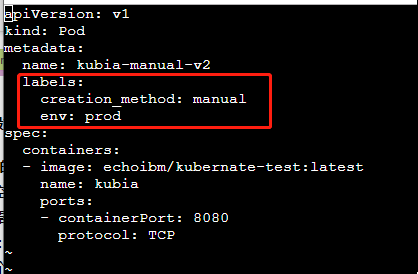 apiVersion: v1
kind: Pod
metadata:
  name: kubia-manual-v2
  labels:
    creation_method: manual
    env: prod
spec:
  containers:
  - image: echoibm/kubernate-test:latest
    name: kubia
    ports:
    - containerPort: 8080
      protocol: TCP
~
~